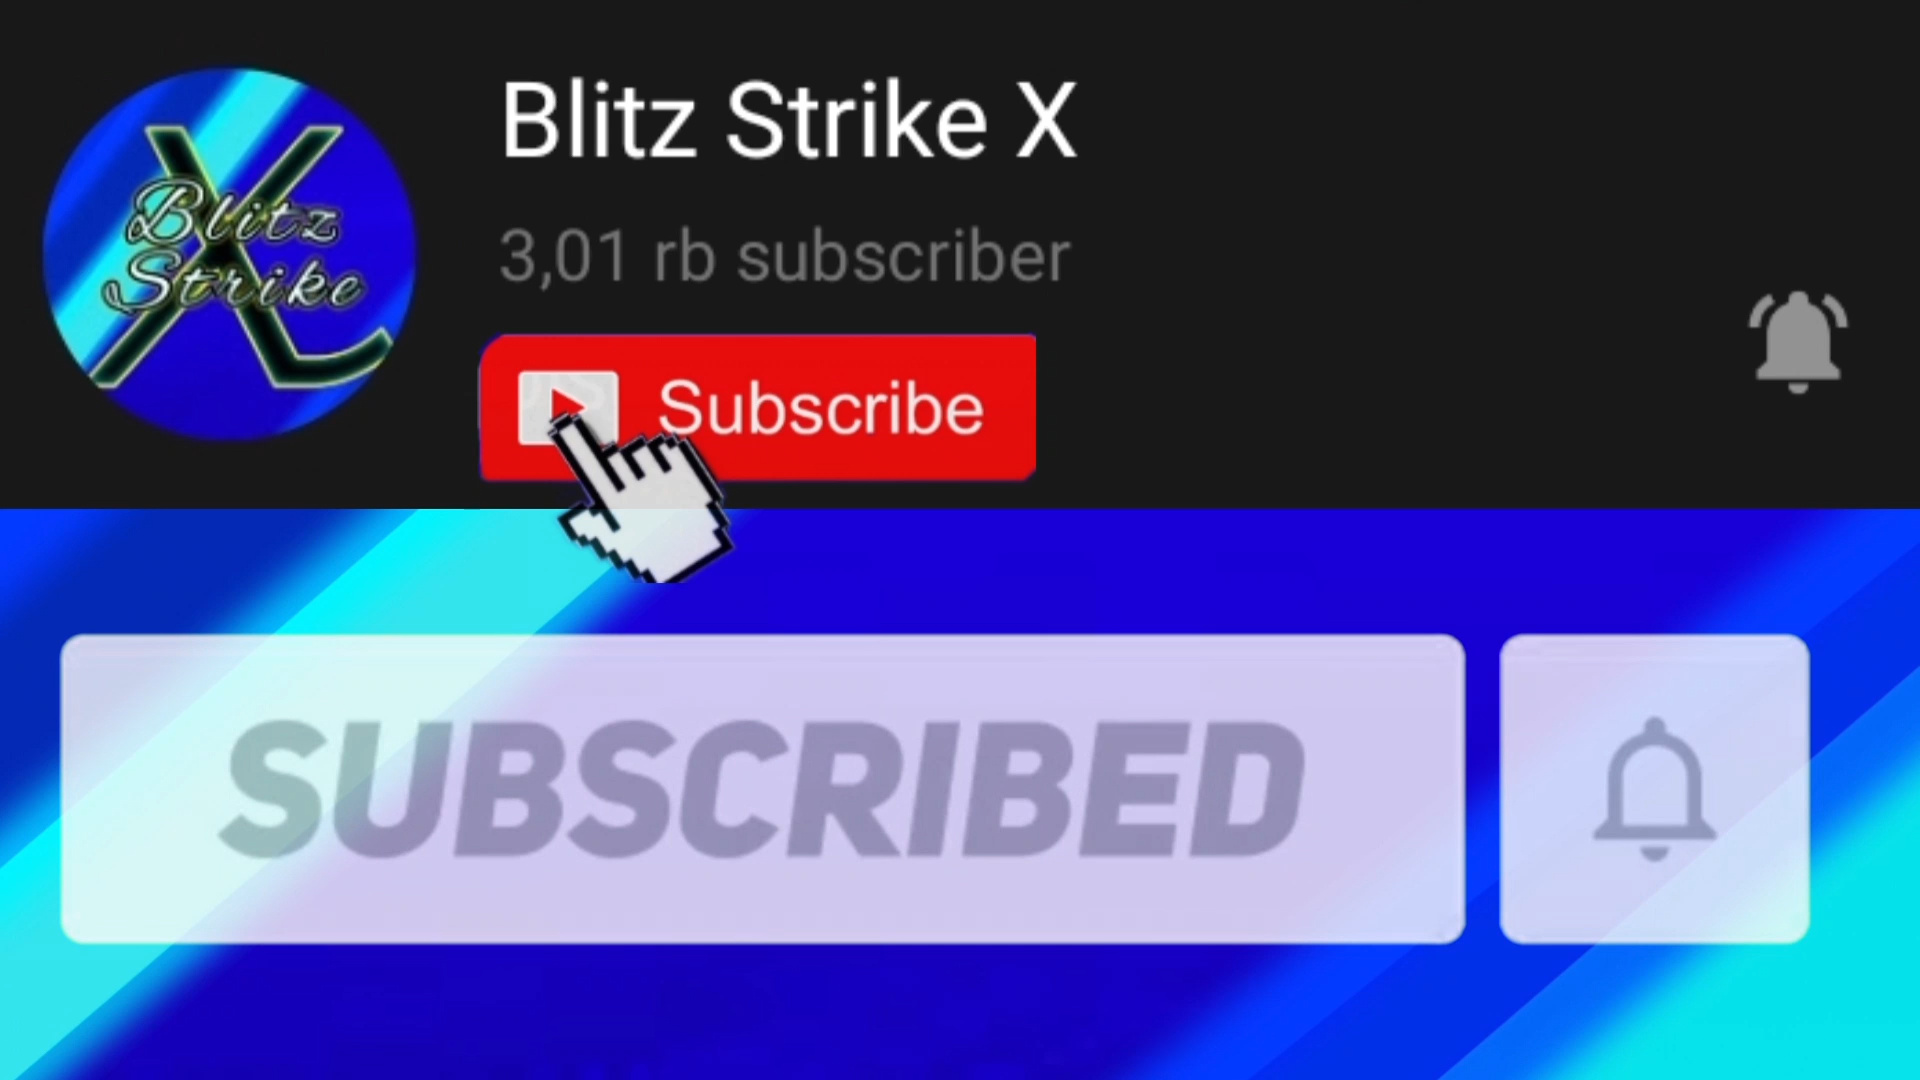 Blitz Strike X
Blitz
Strike
X
3,01 rb subscriber
Subscribe
SUBSCRIBED